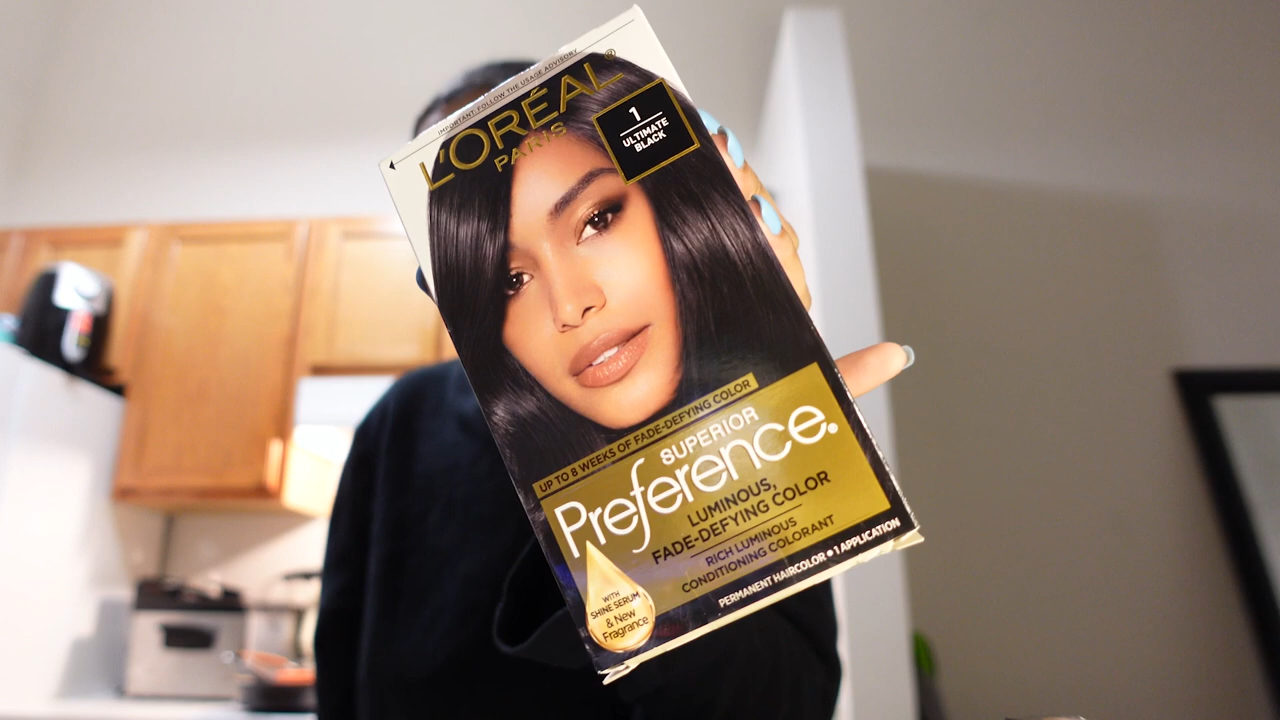 IMPORTANT: FOLLOW THE USAGE ADVISORY
L'ORÉAL®
PARIS
1
ULTIMATE
BLACK
UP TO 8 WEEKS OF FADE-DEFYING COLOR
SUPERIOR
Preference.
LUMINOUS,
FADE-DEFYING COLOR
RICH LUMINOUS
CONDITIONING COLORANT
PERMANENT HAIRCOLOR • 1 APPLICATION
WITH
SHINE SERUM
& New
Fragrance